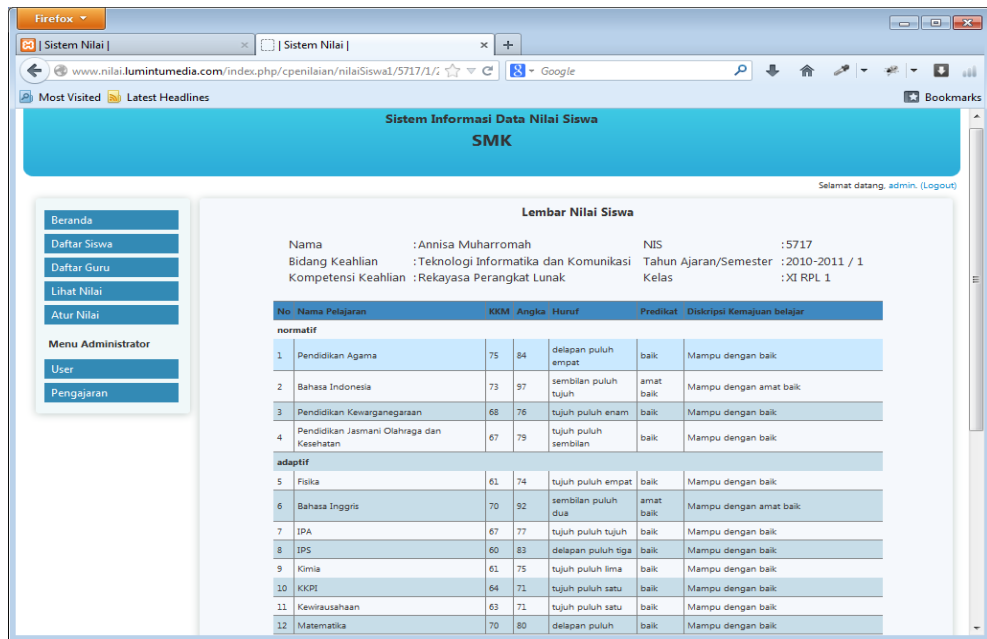 Firefox
| Sistem Nilai |
| Sistem Nilai |
www.nilai.lumintumedia.com/index.php/cpenilaian/nilaiSiswa1/5717/1/
Google
Most Visited Latest Headlines Bookmarks
Sistem Informasi Data Nilai Siswa
SMK
Selamat datang, admin. (Logout)
Beranda
Daftar Siswa
Daftar Guru
Lihat Nilai
Atur Nilai
Menu Administrator
User
Pengajaran
Lembar Nilai Siswa
Nama : Annisa Muharromah NIS : 5717
Bidang Keahlian : Teknologi Informatika dan Komunikasi Tahun Ajaran/Semester : 2010-2011 / 1
Kompetensi Keahlian : Rekayasa Perangkat Lunak Kelas : XI RPL 1
No Nama Pelajaran KKM Angka Huruf Predikat Diskripsi Kemajuan belajar
normatif
1 Pendidikan Agama 75 84 delapan puluh empat baik Mampu dengan baik
2 Bahasa Indonesia 73 97 sembilan puluh tujuh amat baik Mampu dengan amat baik
3 Pendidikan Kewarganegaraan 68 76 tujuh puluh enam baik Mampu dengan baik
4 Pendidikan Jasmani Olahraga dan Kesehatan 67 79 tujuh puluh sembilan baik Mampu dengan baik
adaptif
5 Fisika 61 74 tujuh puluh empat baik Mampu dengan baik
6 Bahasa Inggris 70 92 sembilan puluh dua amat baik Mampu dengan amat baik
7 IPA 67 77 tujuh puluh tujuh baik Mampu dengan baik
8 IPS 60 83 delapan puluh tiga baik Mampu dengan baik
9 Kimia 61 75 tujuh puluh lima baik Mampu dengan baik
10 KKPI 64 71 tujuh puluh satu baik Mampu dengan baik
11 Kewirausahaan 63 71 tujuh puluh satu baik Mampu dengan baik
12 Matematika 70 80 delapan puluh baik Mampu dengan baik